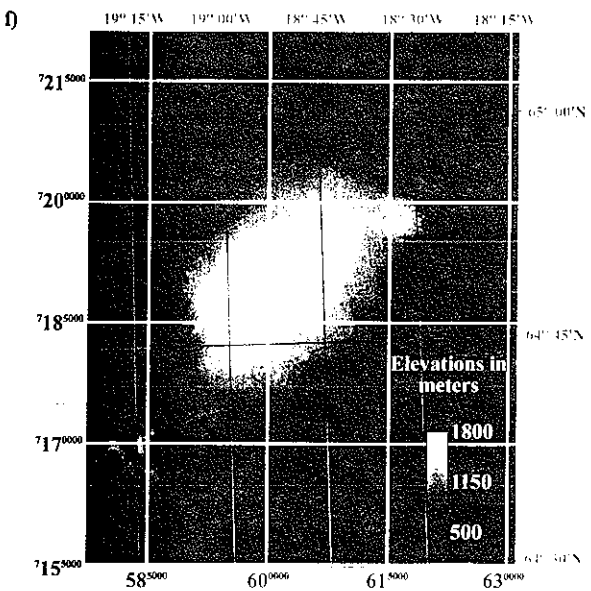 f)
19° 15'W 19° 00'W 18° 45'W 18° 30'W 18° 15'W
7215000
65° 00'N
7200000
7185000
64° 45'N
Elevations in
meters
1800
7170000
1150
500
7155000
64° 30'N
585000 600000 615000 630000